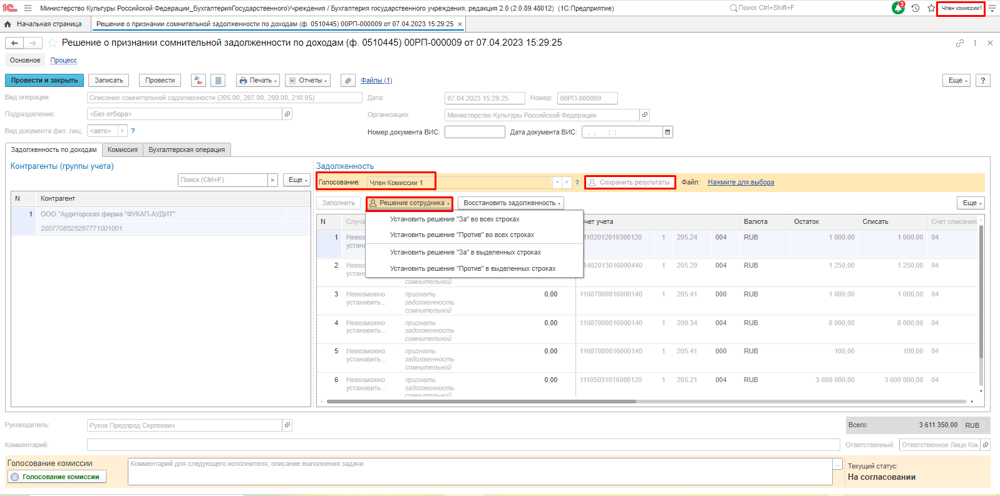 1С Министерство Культуры Российской Федерации_БухгалтерияГосударственногоУчреждения / Бухгалтерия государственного учреждения, редакция 2.0 (2.0.89.48012) (1С:Предприятие) Поиск Ctrl+Shift+F 3 Член комиссии1
Начальная страница Решение о признании сомнительной задолженности по доходам (ф. 0510445) 00РП-000009 от 07.04.2023 15:29:25 ×
Решение о признании сомнительной задолженности по доходам (ф. 0510445) 00РП-000009 от 07.04.2023 15:29:25
Основное Процесс
Провести и закрыть Записать Провести Дт Кт Печать Отчеты Файлы (1) Еще ?
Вид операции: Списание сомнительной задолженности (205.00, 207.00, 209.00, 210.05) Дата: 07.04.2023 15:29:25 Номер: 00РП-000009
Подразделение: <Без отбора> Организация: Министерство Культуры Российской Федерации
Вид документа физ. лиц: <авто> × ? Номер документа ВИС: Дата документа ВИС: . . : :
Задолженность по доходам Комиссия Бухгалтерская операция
Контрагенты (группы учета) Задолженность
Поиск (Ctrl+F) × Еще Голосование: Член Комиссии 1 × ? Сохранить результаты Файл: Нажмите для выбора
Заполнить Решение сотрудника Восстановить задолженность Еще
Установить решение "За" во всех строках
Установить решение "Против" во всех строках
Установить решение "За" в выделенных строках
Установить решение "Против" в выделенных строках
N Контрагент
1 ООО "Аудиторская фирма "ФУКАП-АУДИТ"
2007708525287771001001
N Случа чет учета Валюта Остаток Списать Счет списания
1 Невоз 1102012010300120 1 205.24 004 RUB 1 000,00 1 000,00 04
устан
2 Невоз 1402013016000440 1 205.29 004 RUB 1 250,00 1 250,00 04
устан
сомнительной
3 Невозможно признать 0,00 11607000016000140 1 205.41 000 RUB 1 000,00 1 000,00 04
установить... задолженность
сомнительной
4 Невозможно признать 0,00 11607000016000140 1 209.34 004 RUB 8 000,00 8 000,00 04
установить... задолженность
сомнительной
5 Невозможно признать 0,00 11607000016000140 1 205.41 004 RUB 100,00 100,00 04
установить... задолженность
сомнительной
6 Невозможно признать 0,00 11105031016000120 1 205.21 004 RUB 3 600 000,00 3 600 000,00 04
установить... задолженность
сомнительной
Руководитель: Руков Предпрод Сергеевич Всего: 3 611 350,00 RUB
Комментарий: Ответственный: Ответственное Лицо Ком
Голосование комиссии Комментарий для следующего исполнителя, описание выполнения задачи ... Текущий статус:
Голосование комиссии На согласовании